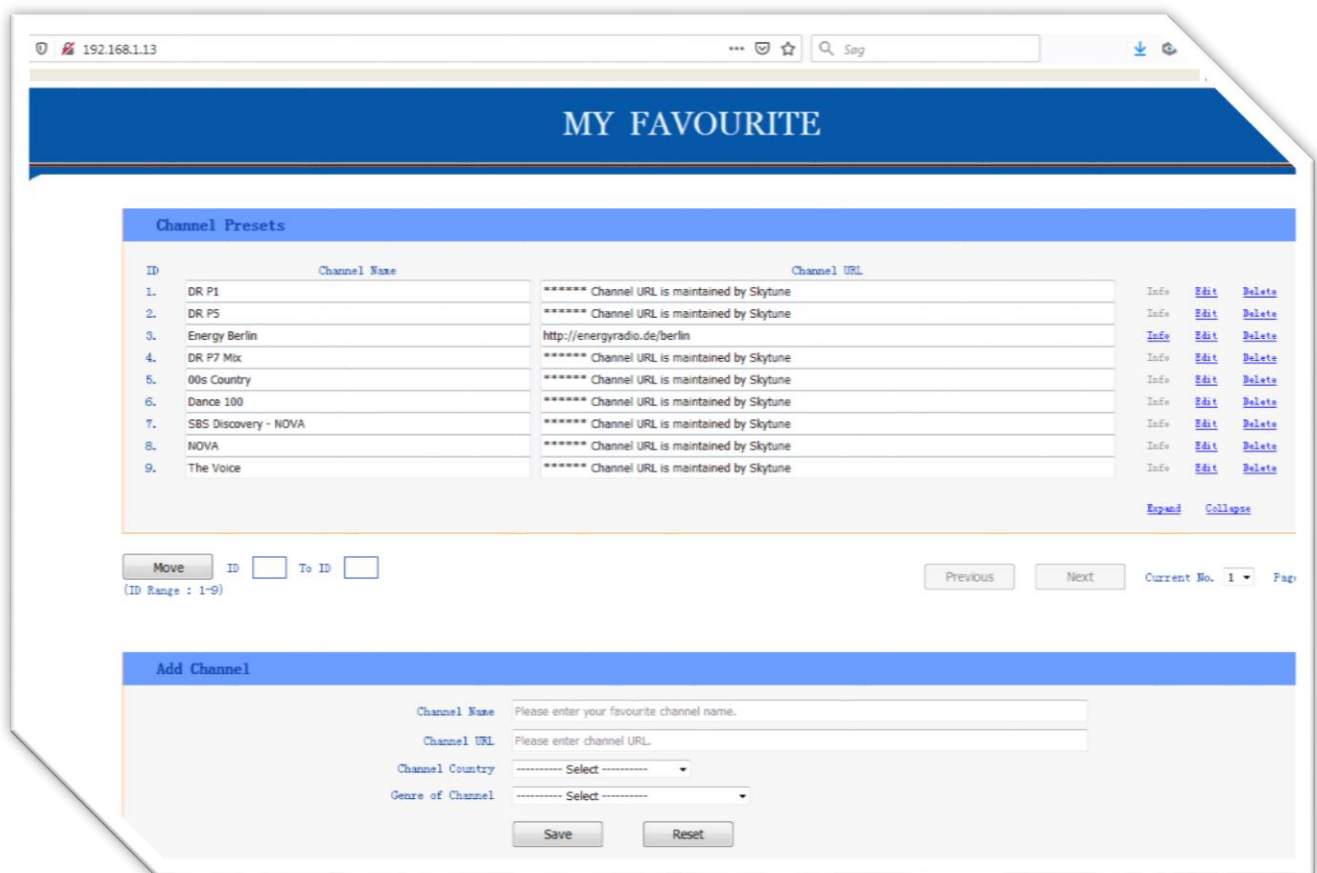 192.168.1.13 ••• Søg
MY FAVOURITE
Channel Presets
ID Channel Name Channel URL
1. DR P1 ****** Channel URL is maintained by Skytune Info Edit Delete
2. DR P5 ****** Channel URL is maintained by Skytune Info Edit Delete
3. Energy Berlin http://energyradio.de/berlin Info Edit Delete
4. DR P7 Mix ****** Channel URL is maintained by Skytune Info Edit Delete
5. 00s Country ****** Channel URL is maintained by Skytune Info Edit Delete
6. Dance 100 ****** Channel URL is maintained by Skytune Info Edit Delete
7. SBS Discovery - NOVA ****** Channel URL is maintained by Skytune Info Edit Delete
8. NOVA ****** Channel URL is maintained by Skytune Info Edit Delete
9. The Voice ****** Channel URL is maintained by Skytune Info Edit Delete
Expand Collapse
Move ID To ID Previous Next Current No. 1
(ID Range : 1-9)
Add Channel
Channel Name Please enter your favourite channel name.
Channel URL Please enter channel URL.
Channel Country ---------- Select ----------
Genre of Channel ---------- Select ----------
Save Reset